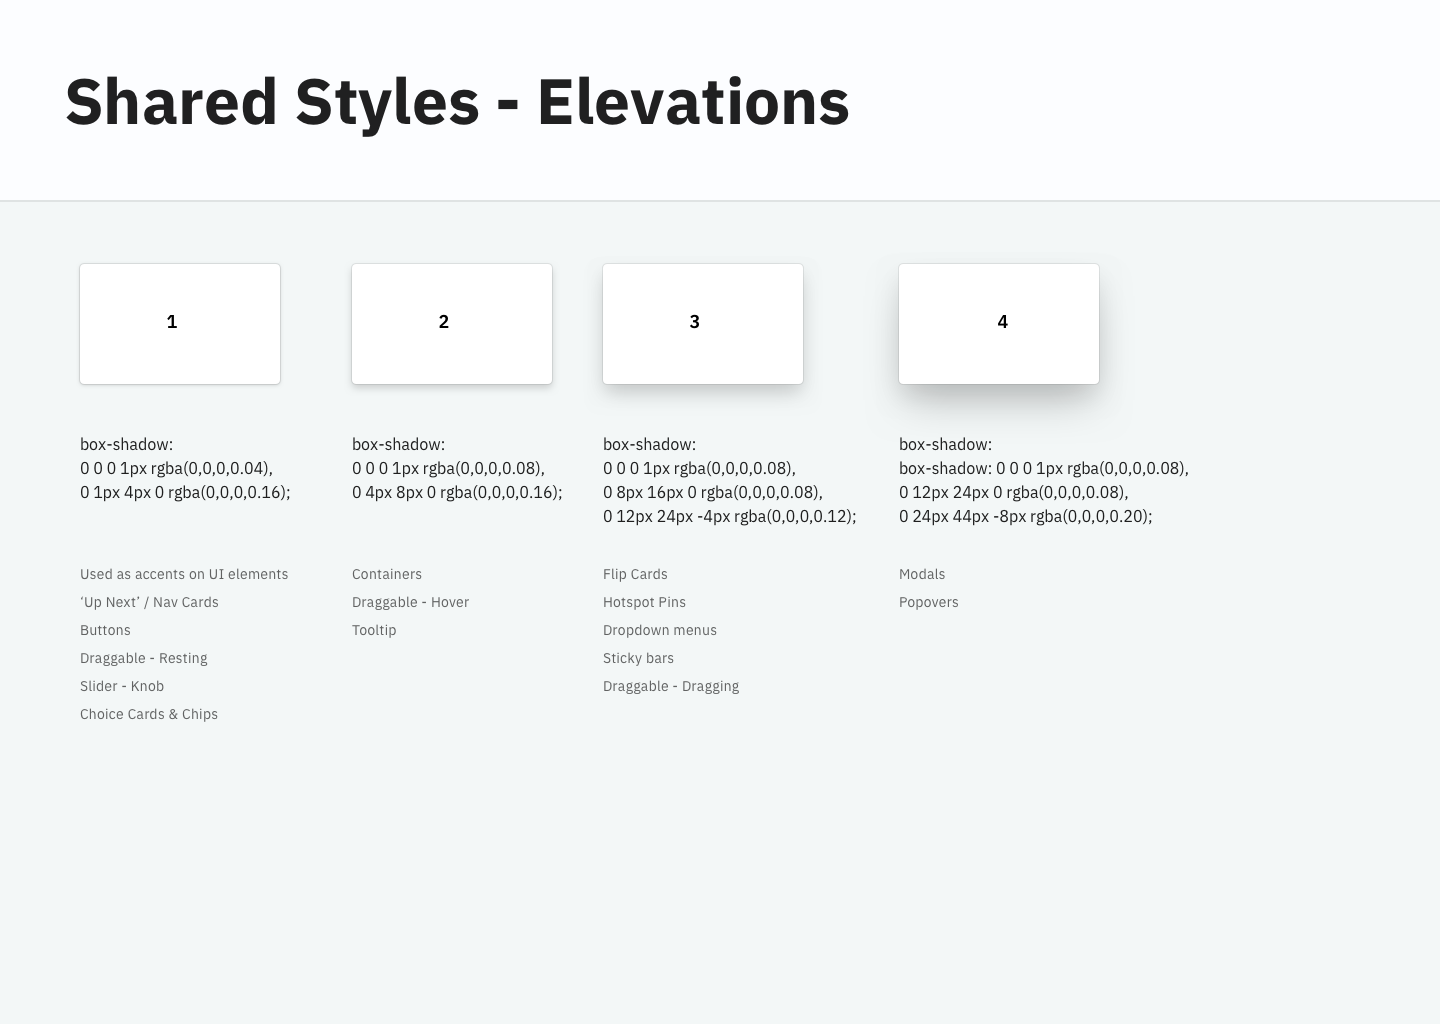 Shared Styles - Elevations
1
box-shadow:
0 0 0 1px rgba(0,0,0,0.04),
0 1px 4px 0 rgba(0,0,0,0.16);
Used as accents on UI elements
‘Up Next’ / Nav Cards
Buttons
Draggable - Resting
Slider - Knob
Choice Cards & Chips
2
box-shadow:
0 0 0 1px rgba(0,0,0,0.08),
0 4px 8px 0 rgba(0,0,0,0.16);
Containers
Draggable - Hover
Tooltip
3
box-shadow:
0 0 0 1px rgba(0,0,0,0.08),
0 8px 16px 0 rgba(0,0,0,0.08),
0 12px 24px -4px rgba(0,0,0,0.12);
Flip Cards
Hotspot Pins
Dropdown menus
Sticky bars
Draggable - Dragging
4
box-shadow:
box-shadow: 0 0 0 1px rgba(0,0,0,0.08),
0 12px 24px 0 rgba(0,0,0,0.08),
0 24px 44px -8px rgba(0,0,0,0.20);
Modals
Popovers